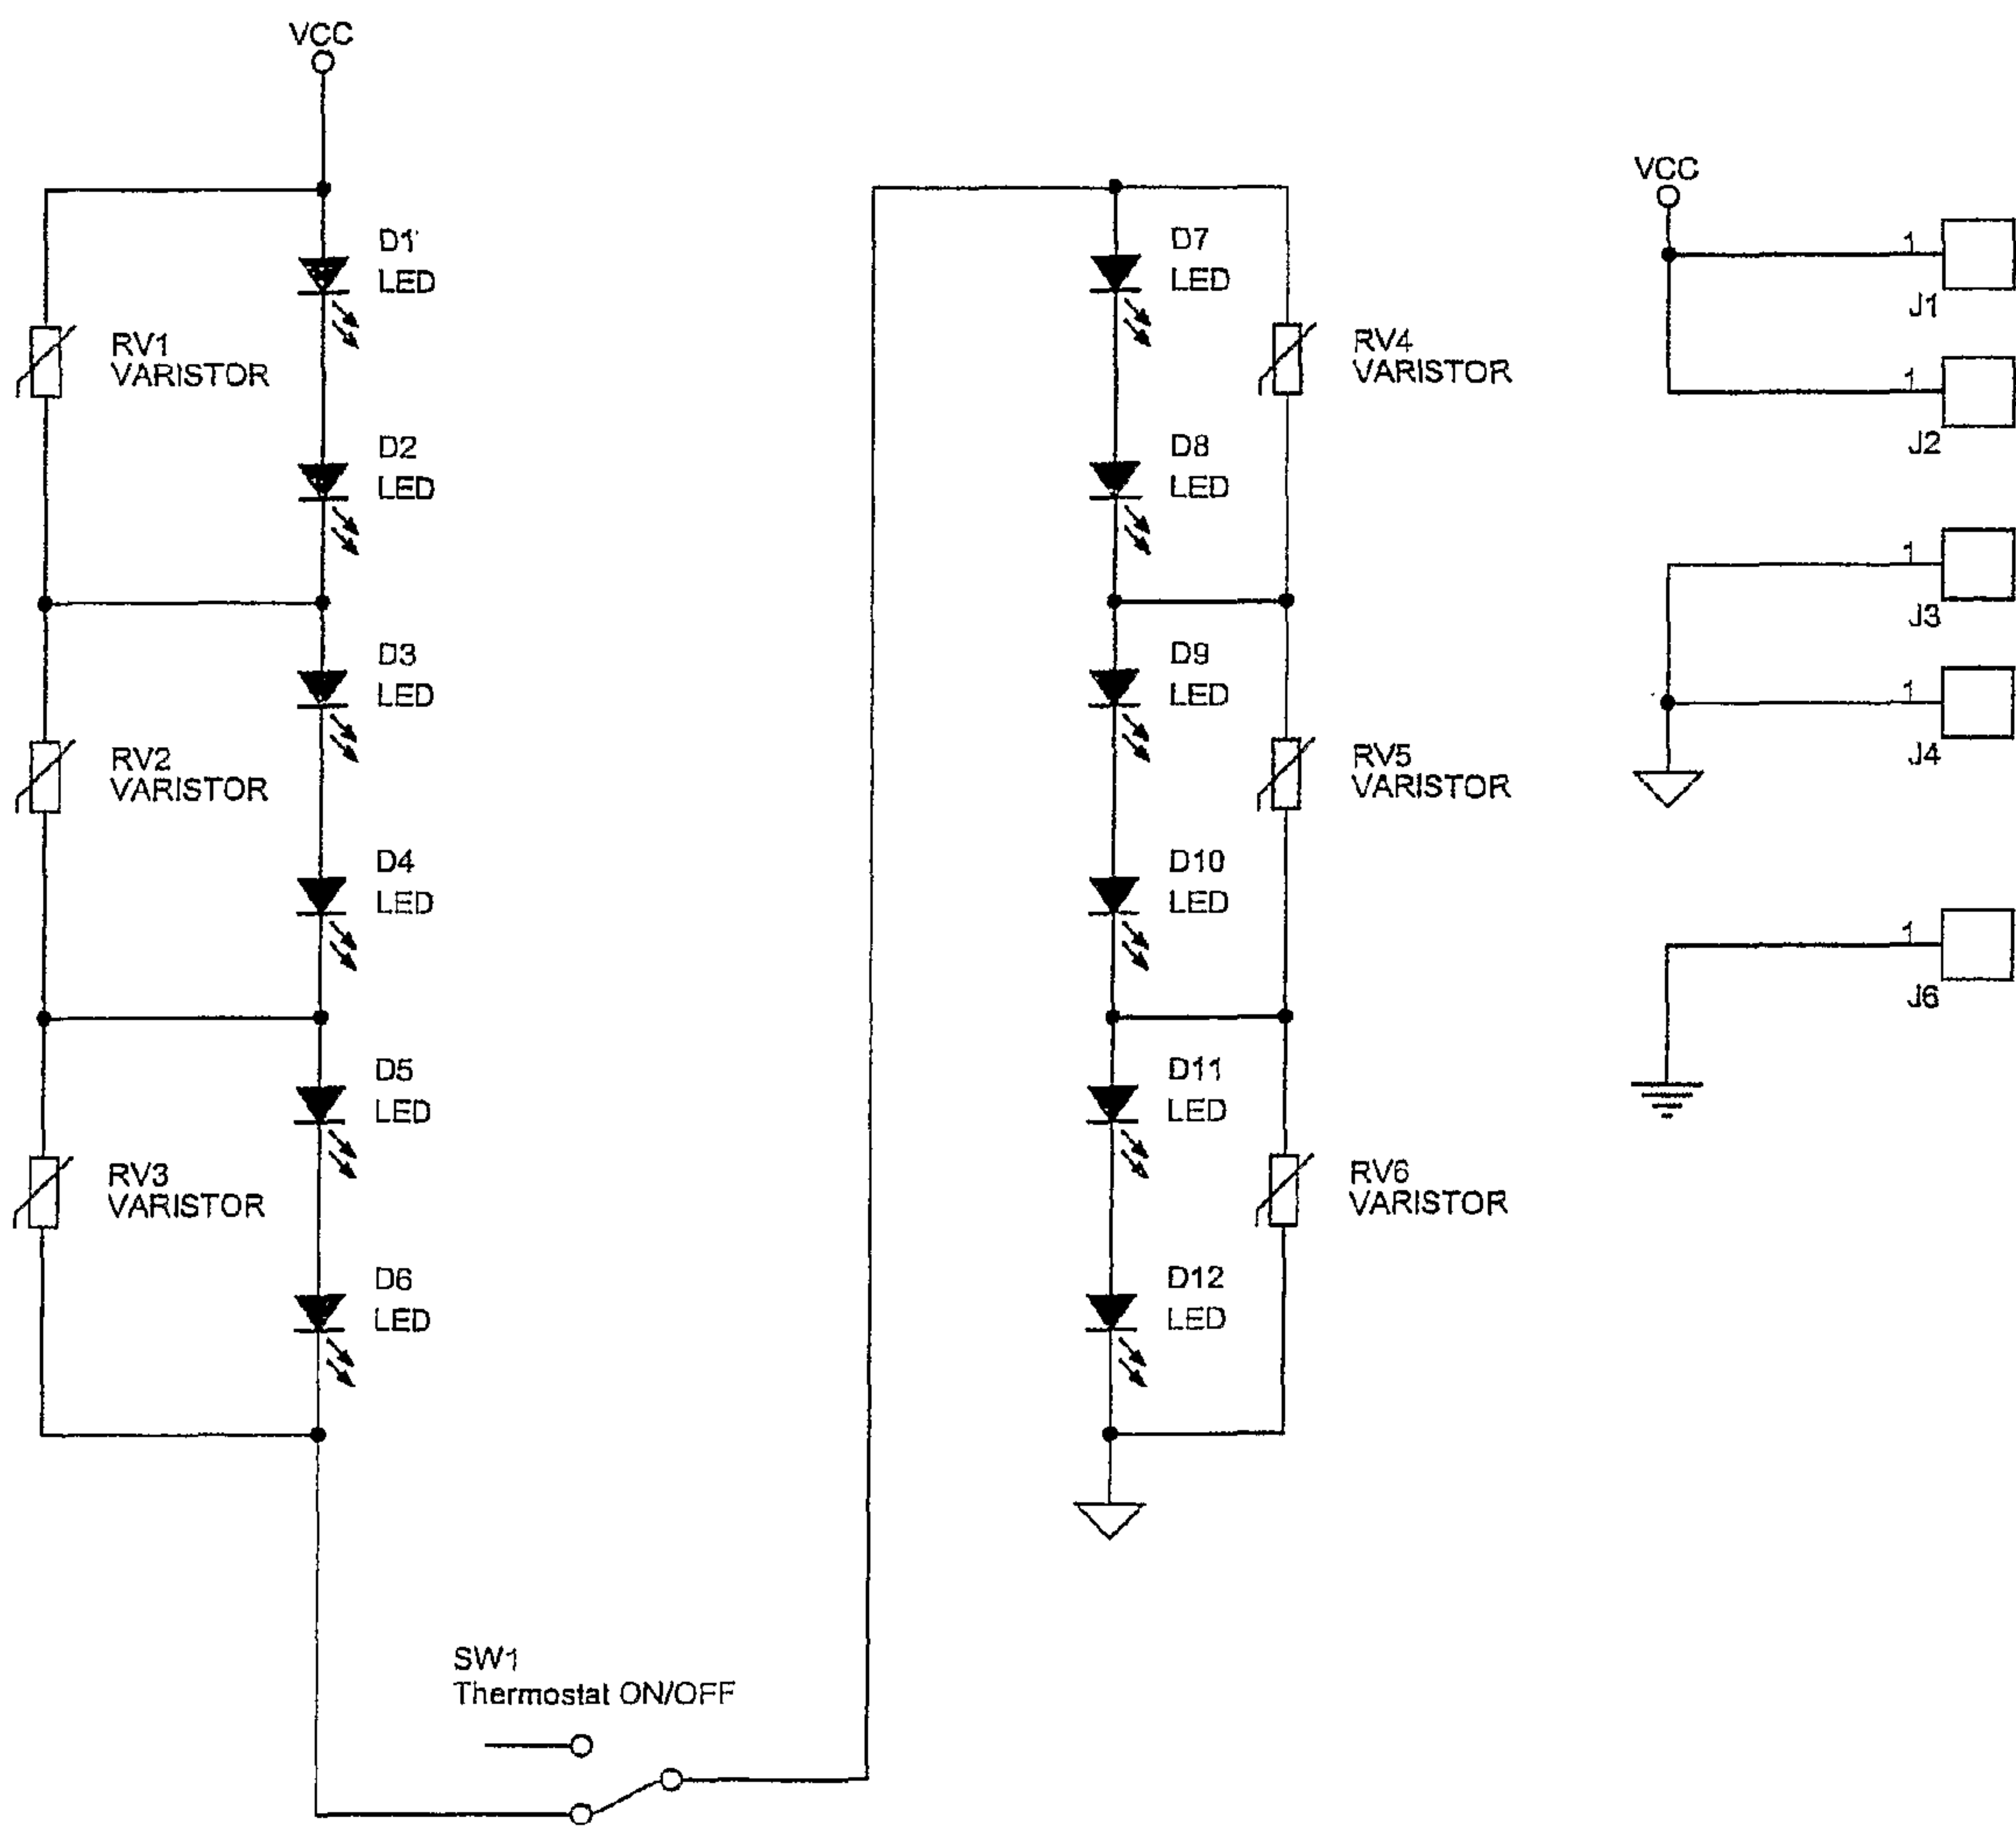 VCC
D1
LED
RV1
VARISTOR
D2
LED
D3
LED
RV2
VARISTOR
D4
LED
D5
LED
RV3
VARISTOR
D6
LED
SW1
Thermostat ON/OFF
D7
LED
RV4
VARISTOR
D8
LED
D9
LED
RV5
VARISTOR
D10
LED
D11
LED
RV6
VARISTOR
D12
LED
VCC
1
J1
1
J2
1
J3
1
J4
1
J6